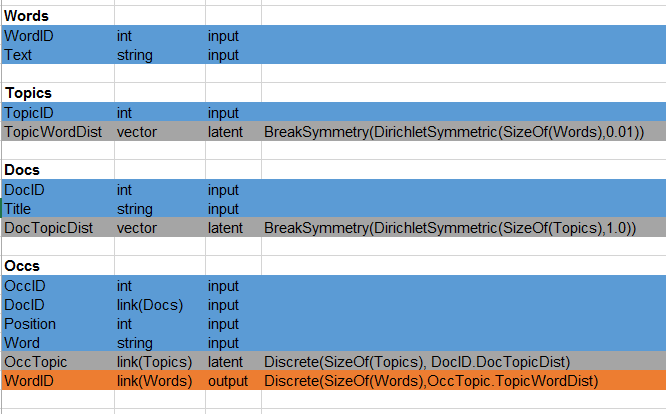 Words
WordID int input
Text string input
Topics
TopicID int input
TopicWordDist vector latent BreakSymmetry(DirichletSymmetric(SizeOf(Words),0.01))
Docs
DocID int input
Title string input
DocTopicDist vector latent BreakSymmetry(DirichletSymmetric(SizeOf(Topics),1.0))
Occs
OccID int input
DocID link(Docs) input
Position int input
Word string input
OccTopic link(Topics) latent Discrete(SizeOf(Topics), DocID.DocTopicDist)
WordID link(Words) output Discrete(SizeOf(Words),OccTopic.TopicWordDist)